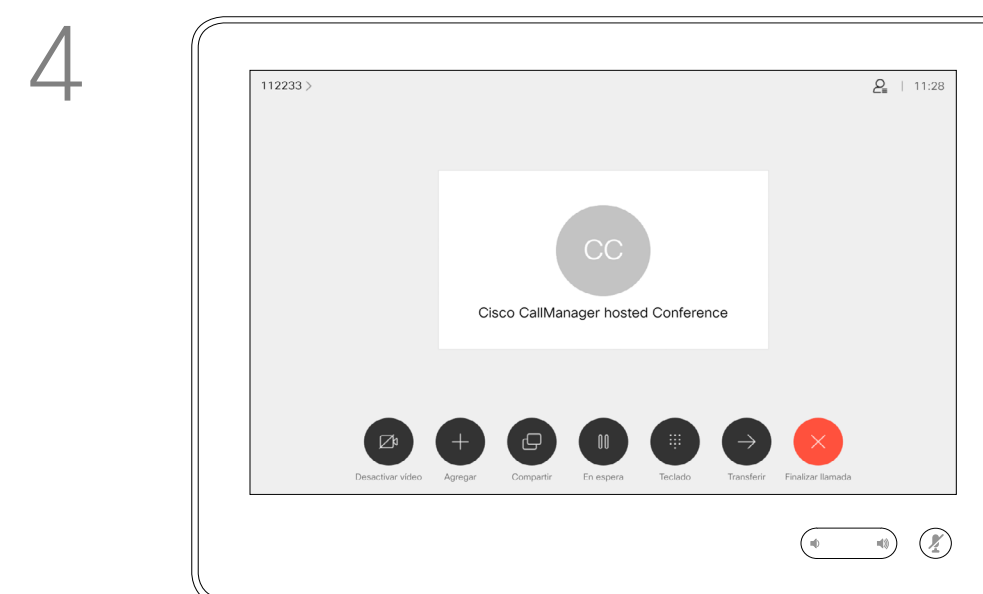 4
112233 >
11:28
CC
Cisco CallManager hosted Conference
Desactivar vídeo Agregar Compartir En espera Teclado Transferir Finalizar llamada